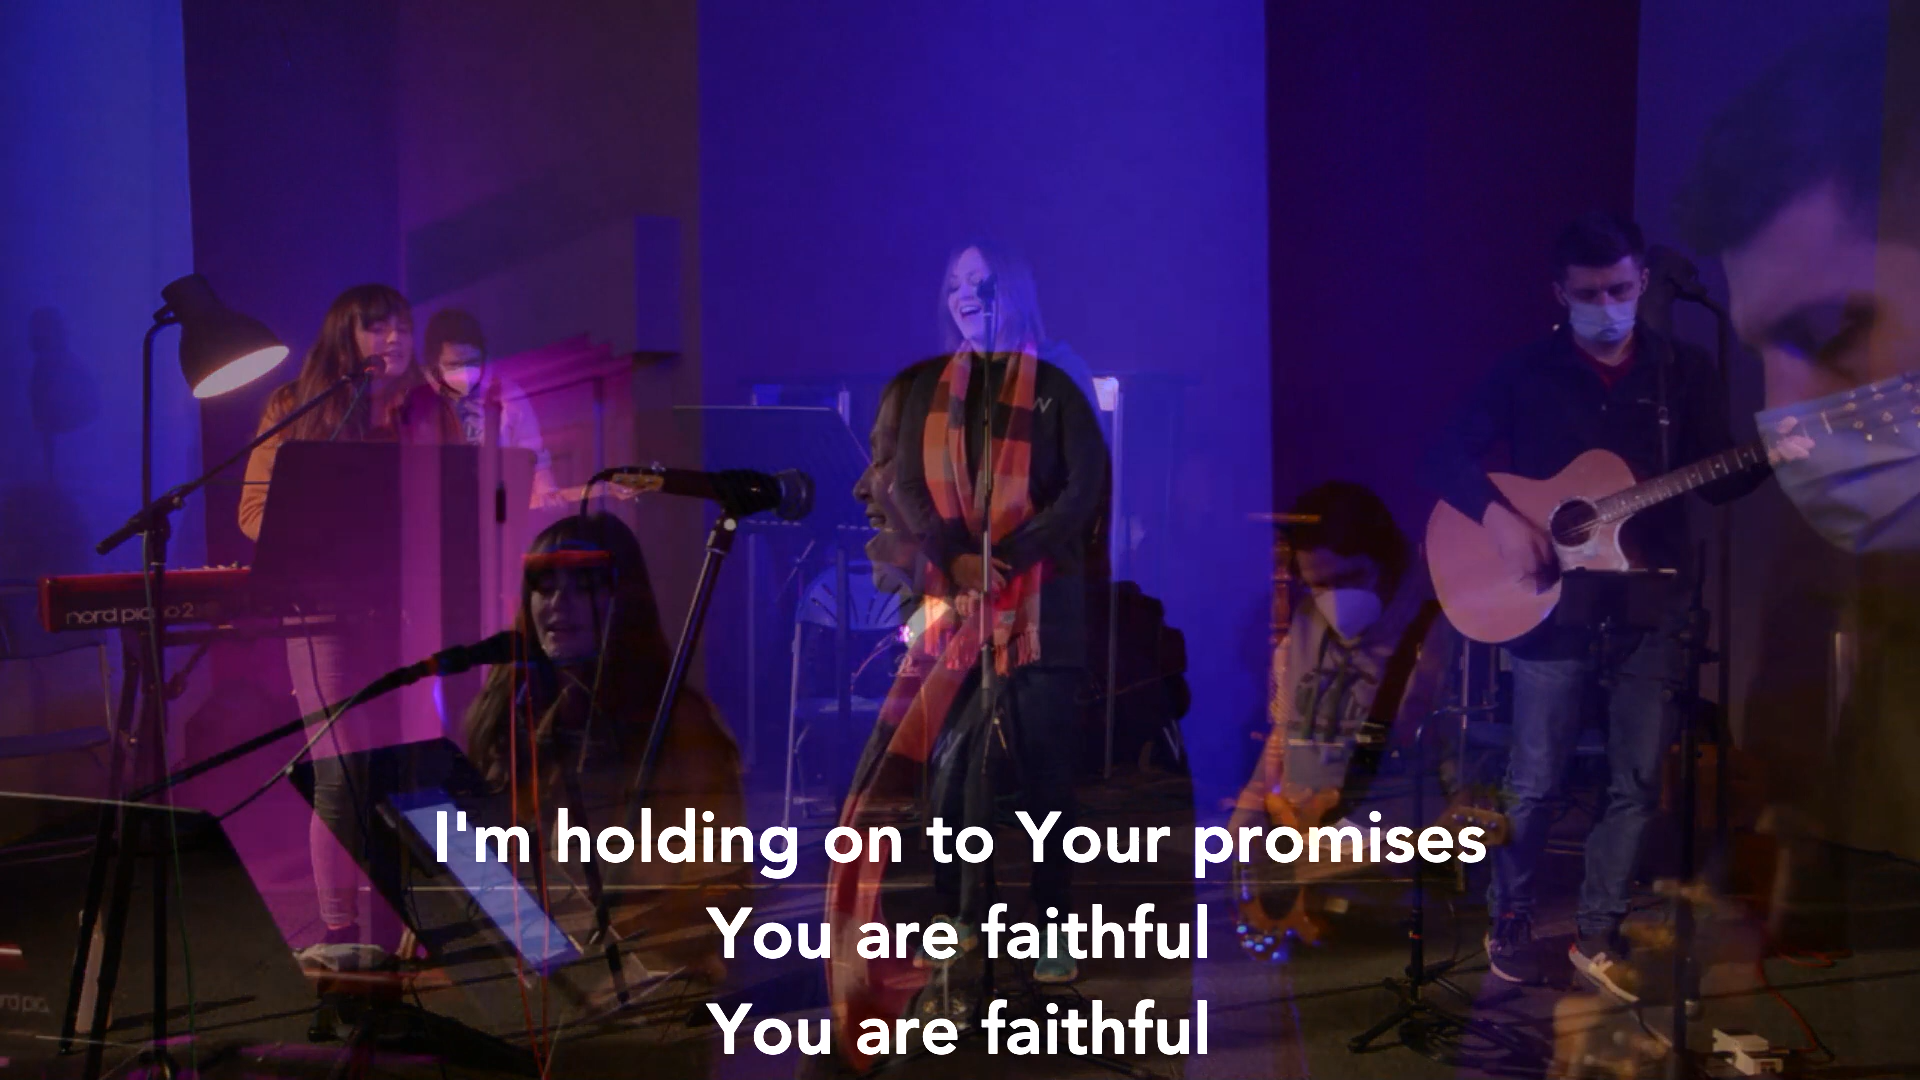 nord piano 2
I'm holding on to Your promises
You are faithful
You are faithful